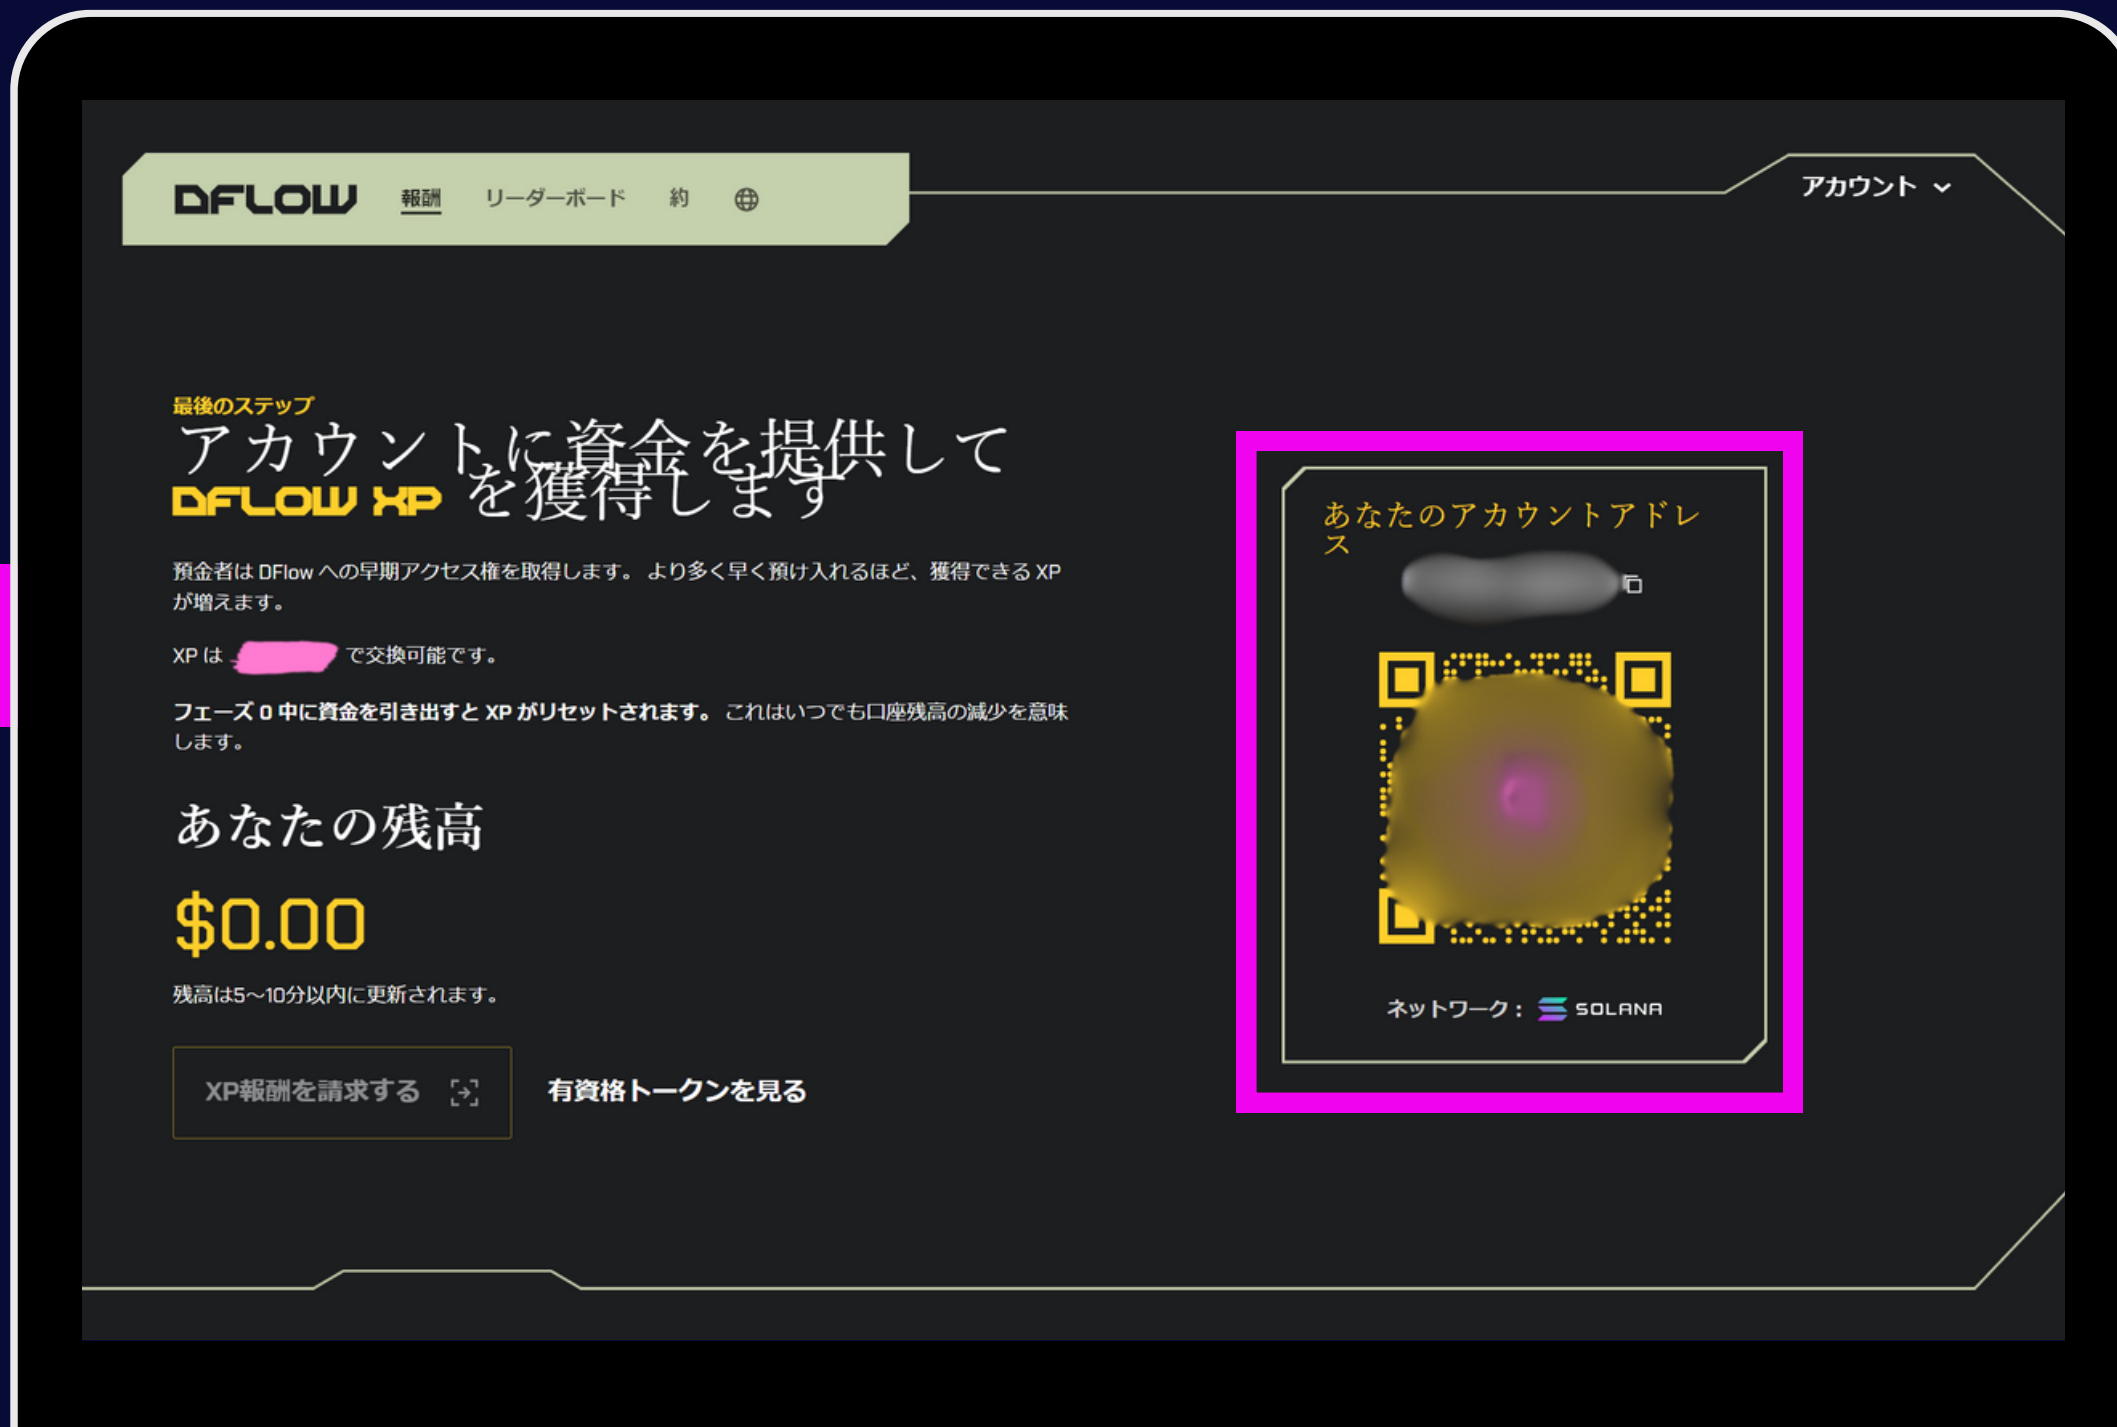 DFLOW 報酬 リーダーボード 約
アカウント
最後のステップ
アカウントに資金を提供して
DFLOW XP を獲得します
預金者は DFlow への早期アクセス権を取得します。 より多く早く預け入れるほど、獲得できる XP
が増えます。
XP は で交換可能です。
フェーズ 0 中に資金を引き出すと XP がリセットされます。 これはいつでも口座残高の減少を意味
します。
あなたの残高
$0.00
残高は5〜10分以内に更新されます。
XP報酬を請求する 有資格トークンを見る
あなたのアカウントアドレ
ス
ネットワーク： SOLANA